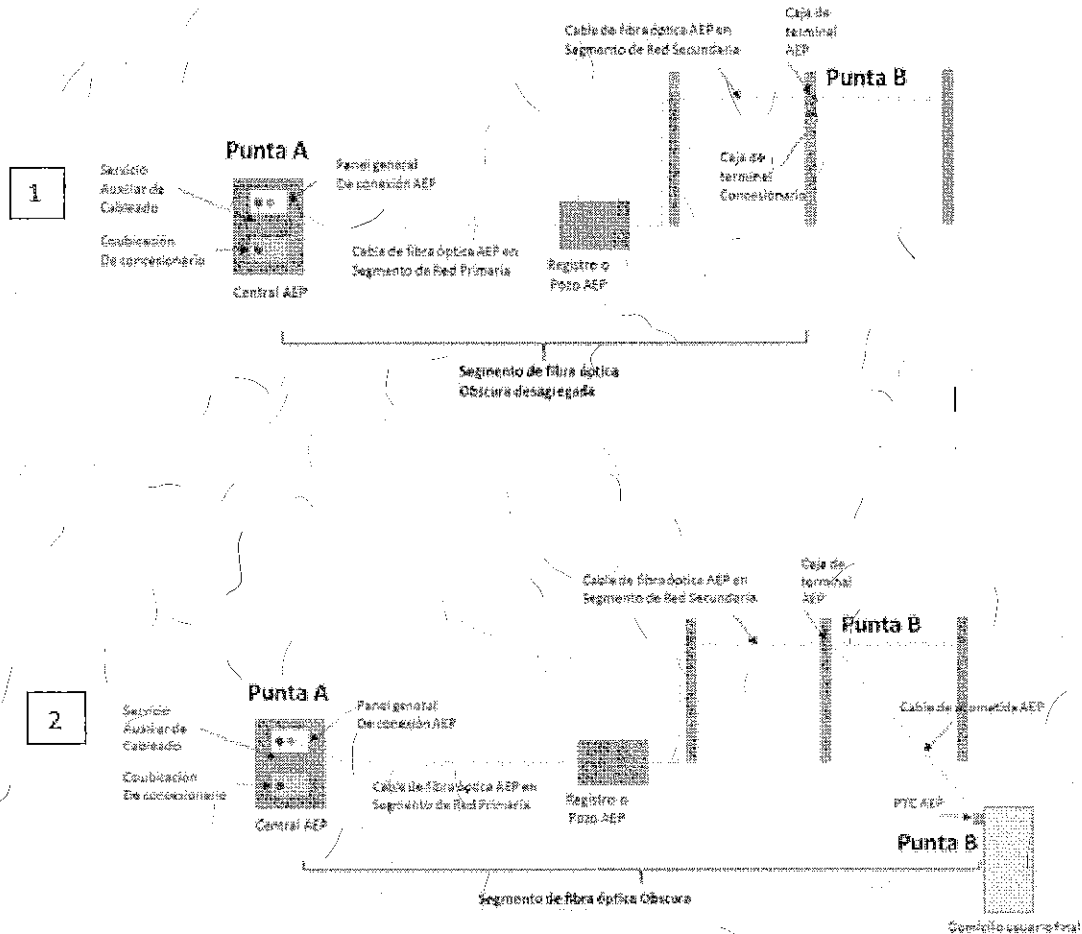 Cable de fibra óptica AEP en
Segmento de Red Secundaria
Caja de
terminal
AEP
Punta B
Punta A
1
Servicio
Auxiliar de
Cableado
Panel general
De conexión AEP
Caja de
terminal
Concesionario
Coubicación
De concesionario
Cable de fibra óptica AEP en
Segmento de Red Primaria
Registro o
Pozo AEP
Central AEP
Segmento de fibra óptica
Obscura desagregada
Cable de fibra óptica AEP en
Segmento de Red Secundaria
Caja de
terminal
AEP
Punta B
2
Punta A
Servicio
Auxiliar de
Cableado
Panel general
De conexión AEP
Cable de acometida AEP
Coubicación
De concesionario
Cable de fibra óptica AEP en
Segmento de Red Primaria
Registro o
Pozo AEP
Central AEP
PTC AEP
Punta B
Segmento de fibra óptica Obscura
Domicilio usuario final